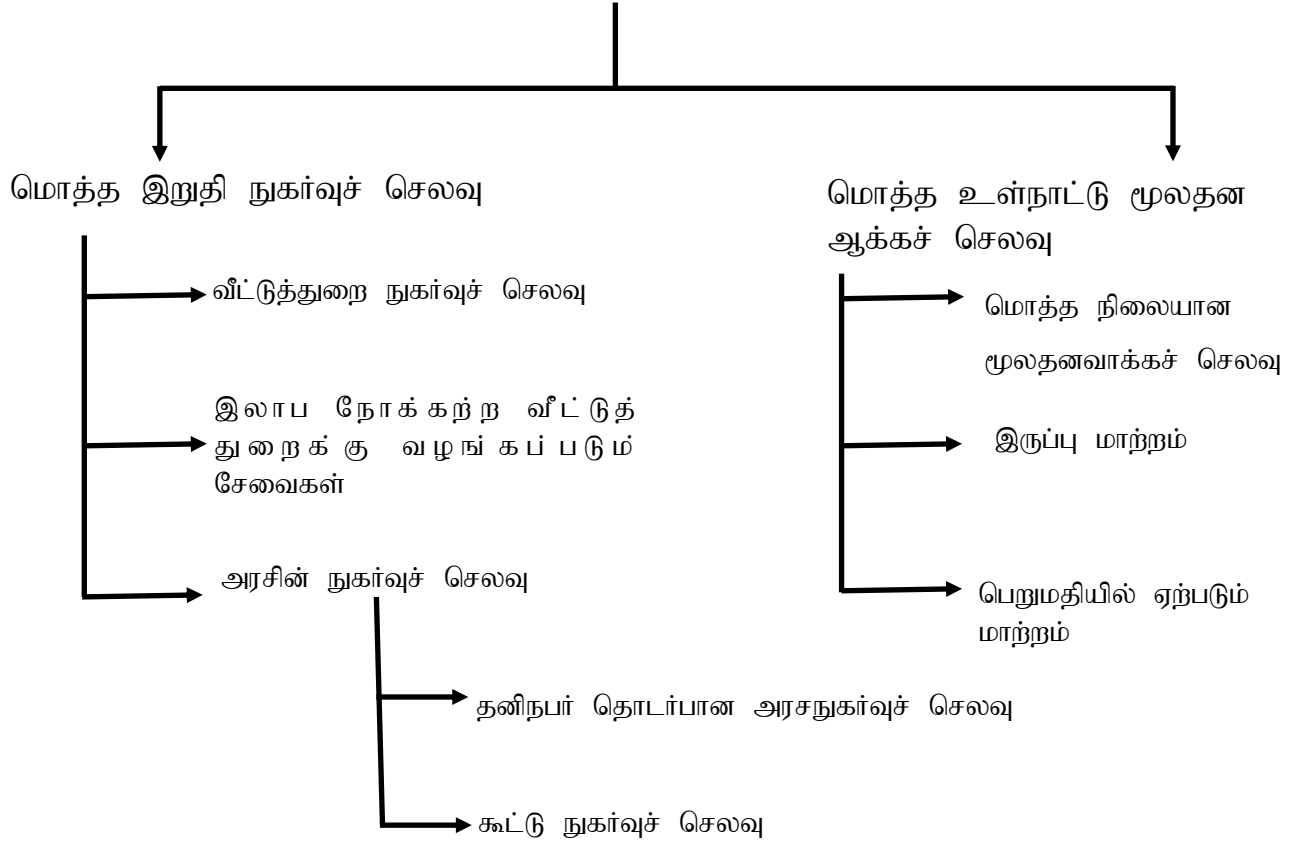 மொத்த இறுதி நுகர்வுச் செலவு
வீட்டுத்துறை நுகர்வுச் செலவு
இலாப நோக்கற்ற வீட்டுத்
துறைக்கு வழங்கப்படும்
சேவைகள்
அரசின் நுகர்வுச் செலவு
தனிநபர் தொடர்பான அரசநுகர்வுச் செலவு
கூட்டு நுகர்வுச் செலவு
மொத்த உள்நாட்டு மூலதன
ஆக்கச் செலவு
மொத்த நிலையான
மூலதனவாக்கச் செலவு
இருப்பு மாற்றம்
பெறுமதியில் ஏற்படும்
மாற்றம்